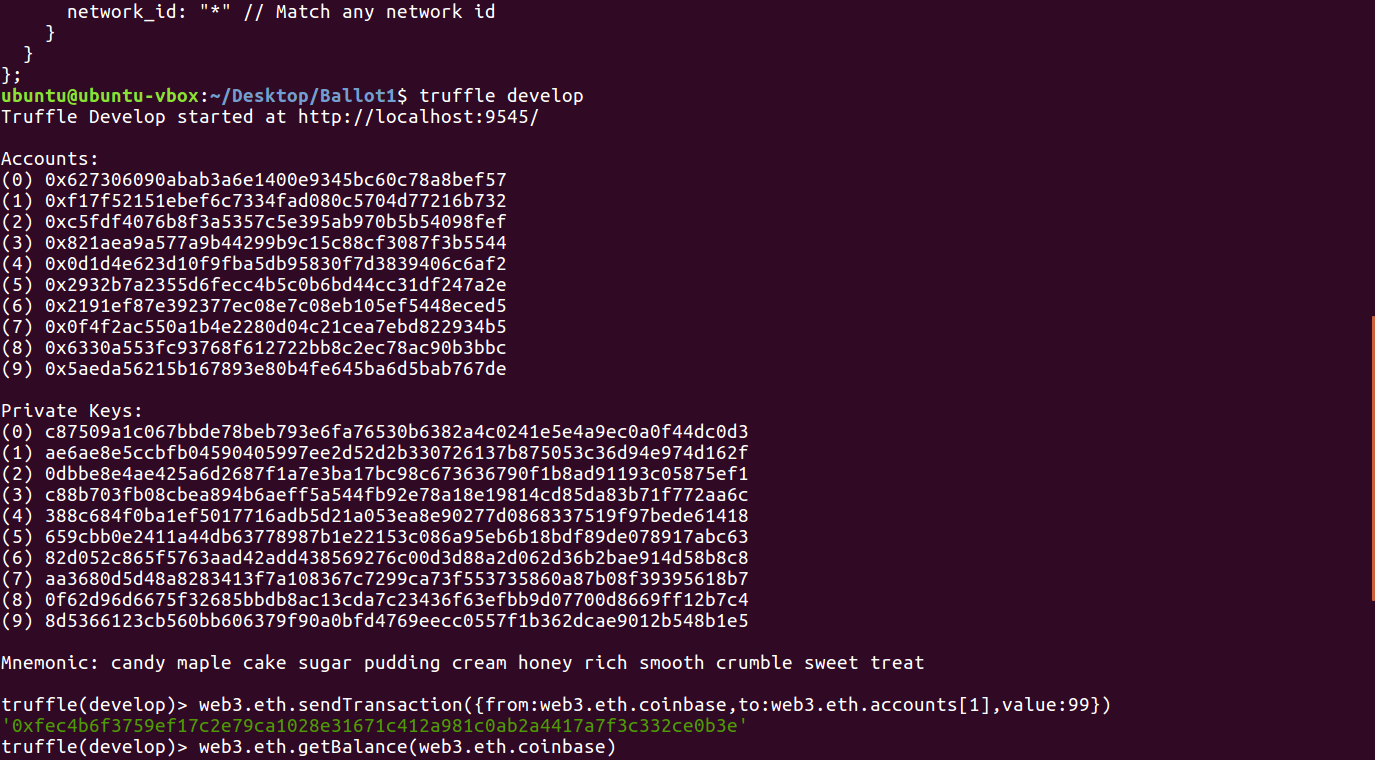 network_id: "*" // Match any network id
}
}
};
ubuntu@ubuntu-vbox:~/Desktop/Ballot1$ truffle develop
Truffle Develop started at http://localhost:9545/
Accounts:
(0) 0x627306090abab3a6e1400e9345bc60c78a8bef57
(1) 0xf17f52151ebef6c7334fad080c5704d77216b732
(2) 0xc5fdf4076b8f3a5357c5e395ab970b5b54098fef
(3) 0x821aea9a577a9b44299b9c15c88cf3087f3b5544
(4) 0x0d1d4e623d10f9fba5db95830f7d3839406c6af2
(5) 0x2932b7a2355d6fecc4b5c0b6bd44cc31df247a2e
(6) 0x2191ef87e392377ec08e7c08eb105ef5448eced5
(7) 0x0f4f2ac550a1b4e2280d04c21cea7ebd822934b5
(8) 0x6330a553fc93768f612722bb8c2ec78ac90b3bbc
(9) 0x5aeda56215b167893e80b4fe645ba6d5bab767de
Private Keys:
(0) c87509a1c067bbde78beb793e6fa76530b6382a4c0241e5e4a9ec0a0f44dc0d3
(1) ae6ae8e5ccbfb04590405997ee2d52d2b330726137b875053c36d94e974d162f
(2) 0dbbe8e4ae425a6d2687f1a7e3ba17bc98c673636790f1b8ad91193c05875ef1
(3) c88b703fb08cbea894b6aeff5a544fb92e78a18e19814cd85da83b71f772aa6c
(4) 388c684f0ba1ef5017716adb5d21a053ea8e90277d0868337519f97bede61418
(5) 659cbb0e2411a44db63778987b1e22153c086a95eb6b18bdf89de078917abc63
(6) 82d052c865f5763aad42add438569276c00d3d88a2d062d36b2bae914d58b8c8
(7) aa3680d5d48a8283413f7a108367c7299ca73f553735860a87b08f39395618b7
(8) 0f62d96d6675f32685bbdb8ac13cda7c23436f63efbb9d07700d8669ff12b7c4
(9) 8d5366123cb560bb606379f90a0bfd4769eecc0557f1b362dcae9012b548b1e5
Mnemonic: candy maple cake sugar pudding cream honey rich smooth crumble sweet treat
truffle(develop)> web3.eth.sendTransaction({from:web3.eth.coinbase,to:web3.eth.accounts[1],value:99})
'0xfec4b6f3759ef17c2e79ca1028e31671c412a981c0ab2a4417a7f3c332ce0b3e'
truffle(develop)> web3.eth.getBalance(web3.eth.coinbase)